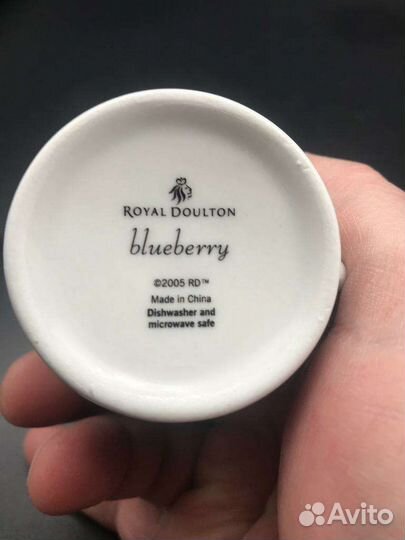 ROYAL DOULTON
blueberry
©2005 RD™
Made in China
Dishwasher and
microwave safe
Avito